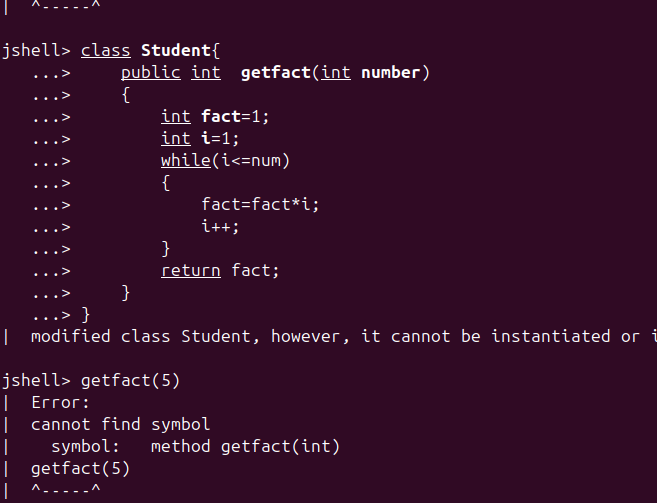 | ^-----^
jshell> class Student{
...> public int getfact(int number)
...> {
...> int fact=1;
...> int i=1;
...> while(i<=num)
...> {
...> fact=fact*i;
...> i++;
...> }
...> return fact;
...> }
...> }
| modified class Student, however, it cannot be instantiated or i
jshell> getfact(5)
| Error:
| cannot find symbol
| symbol: method getfact(int)
| getfact(5)
| ^-----^